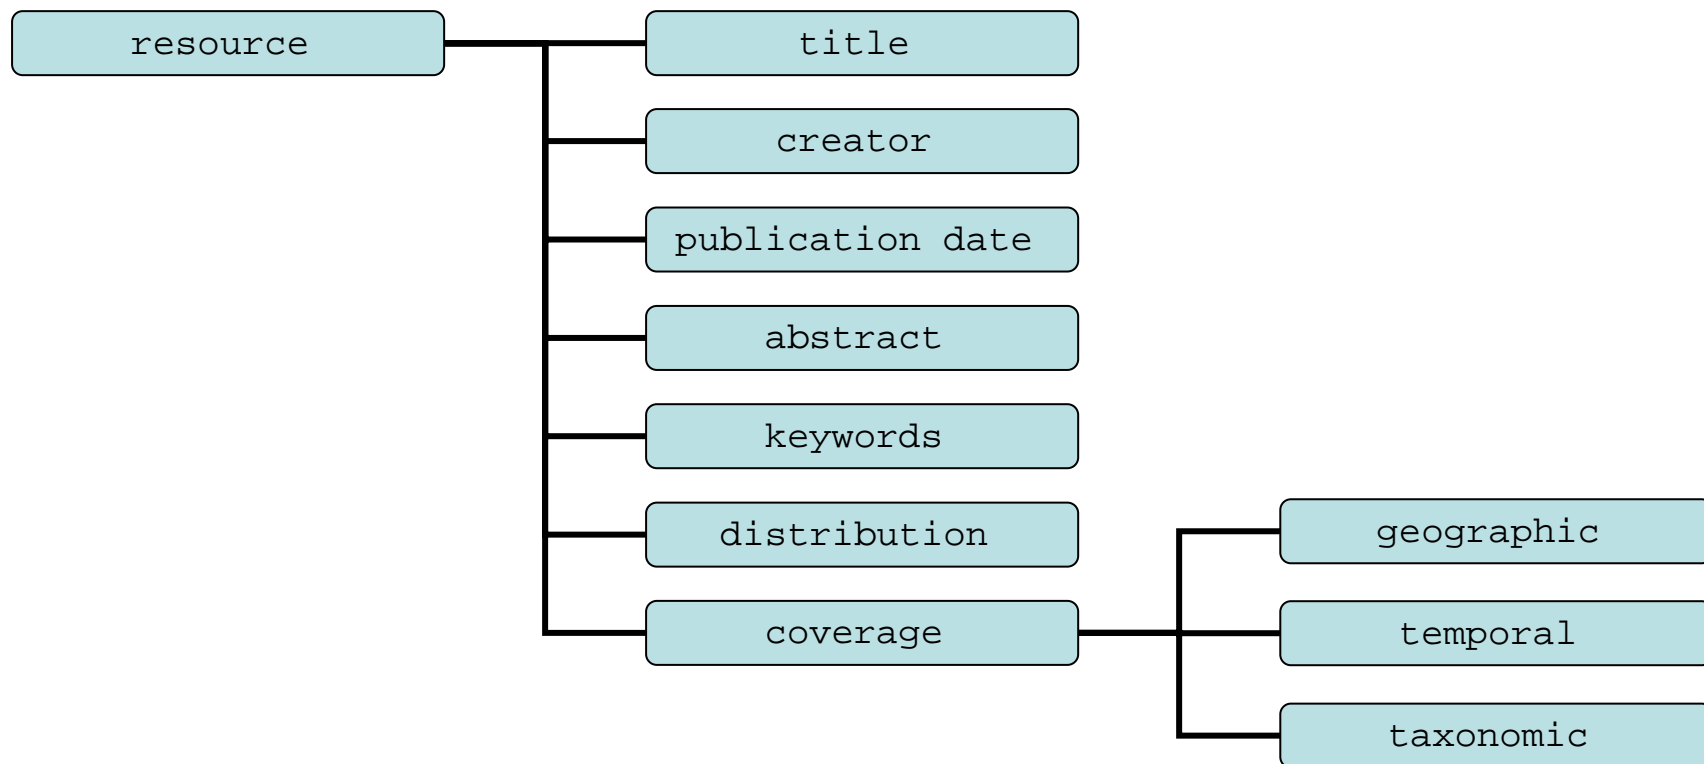 resource
title
creator
publication date
abstract
keywords
distribution
coverage
geographic
temporal
taxonomic